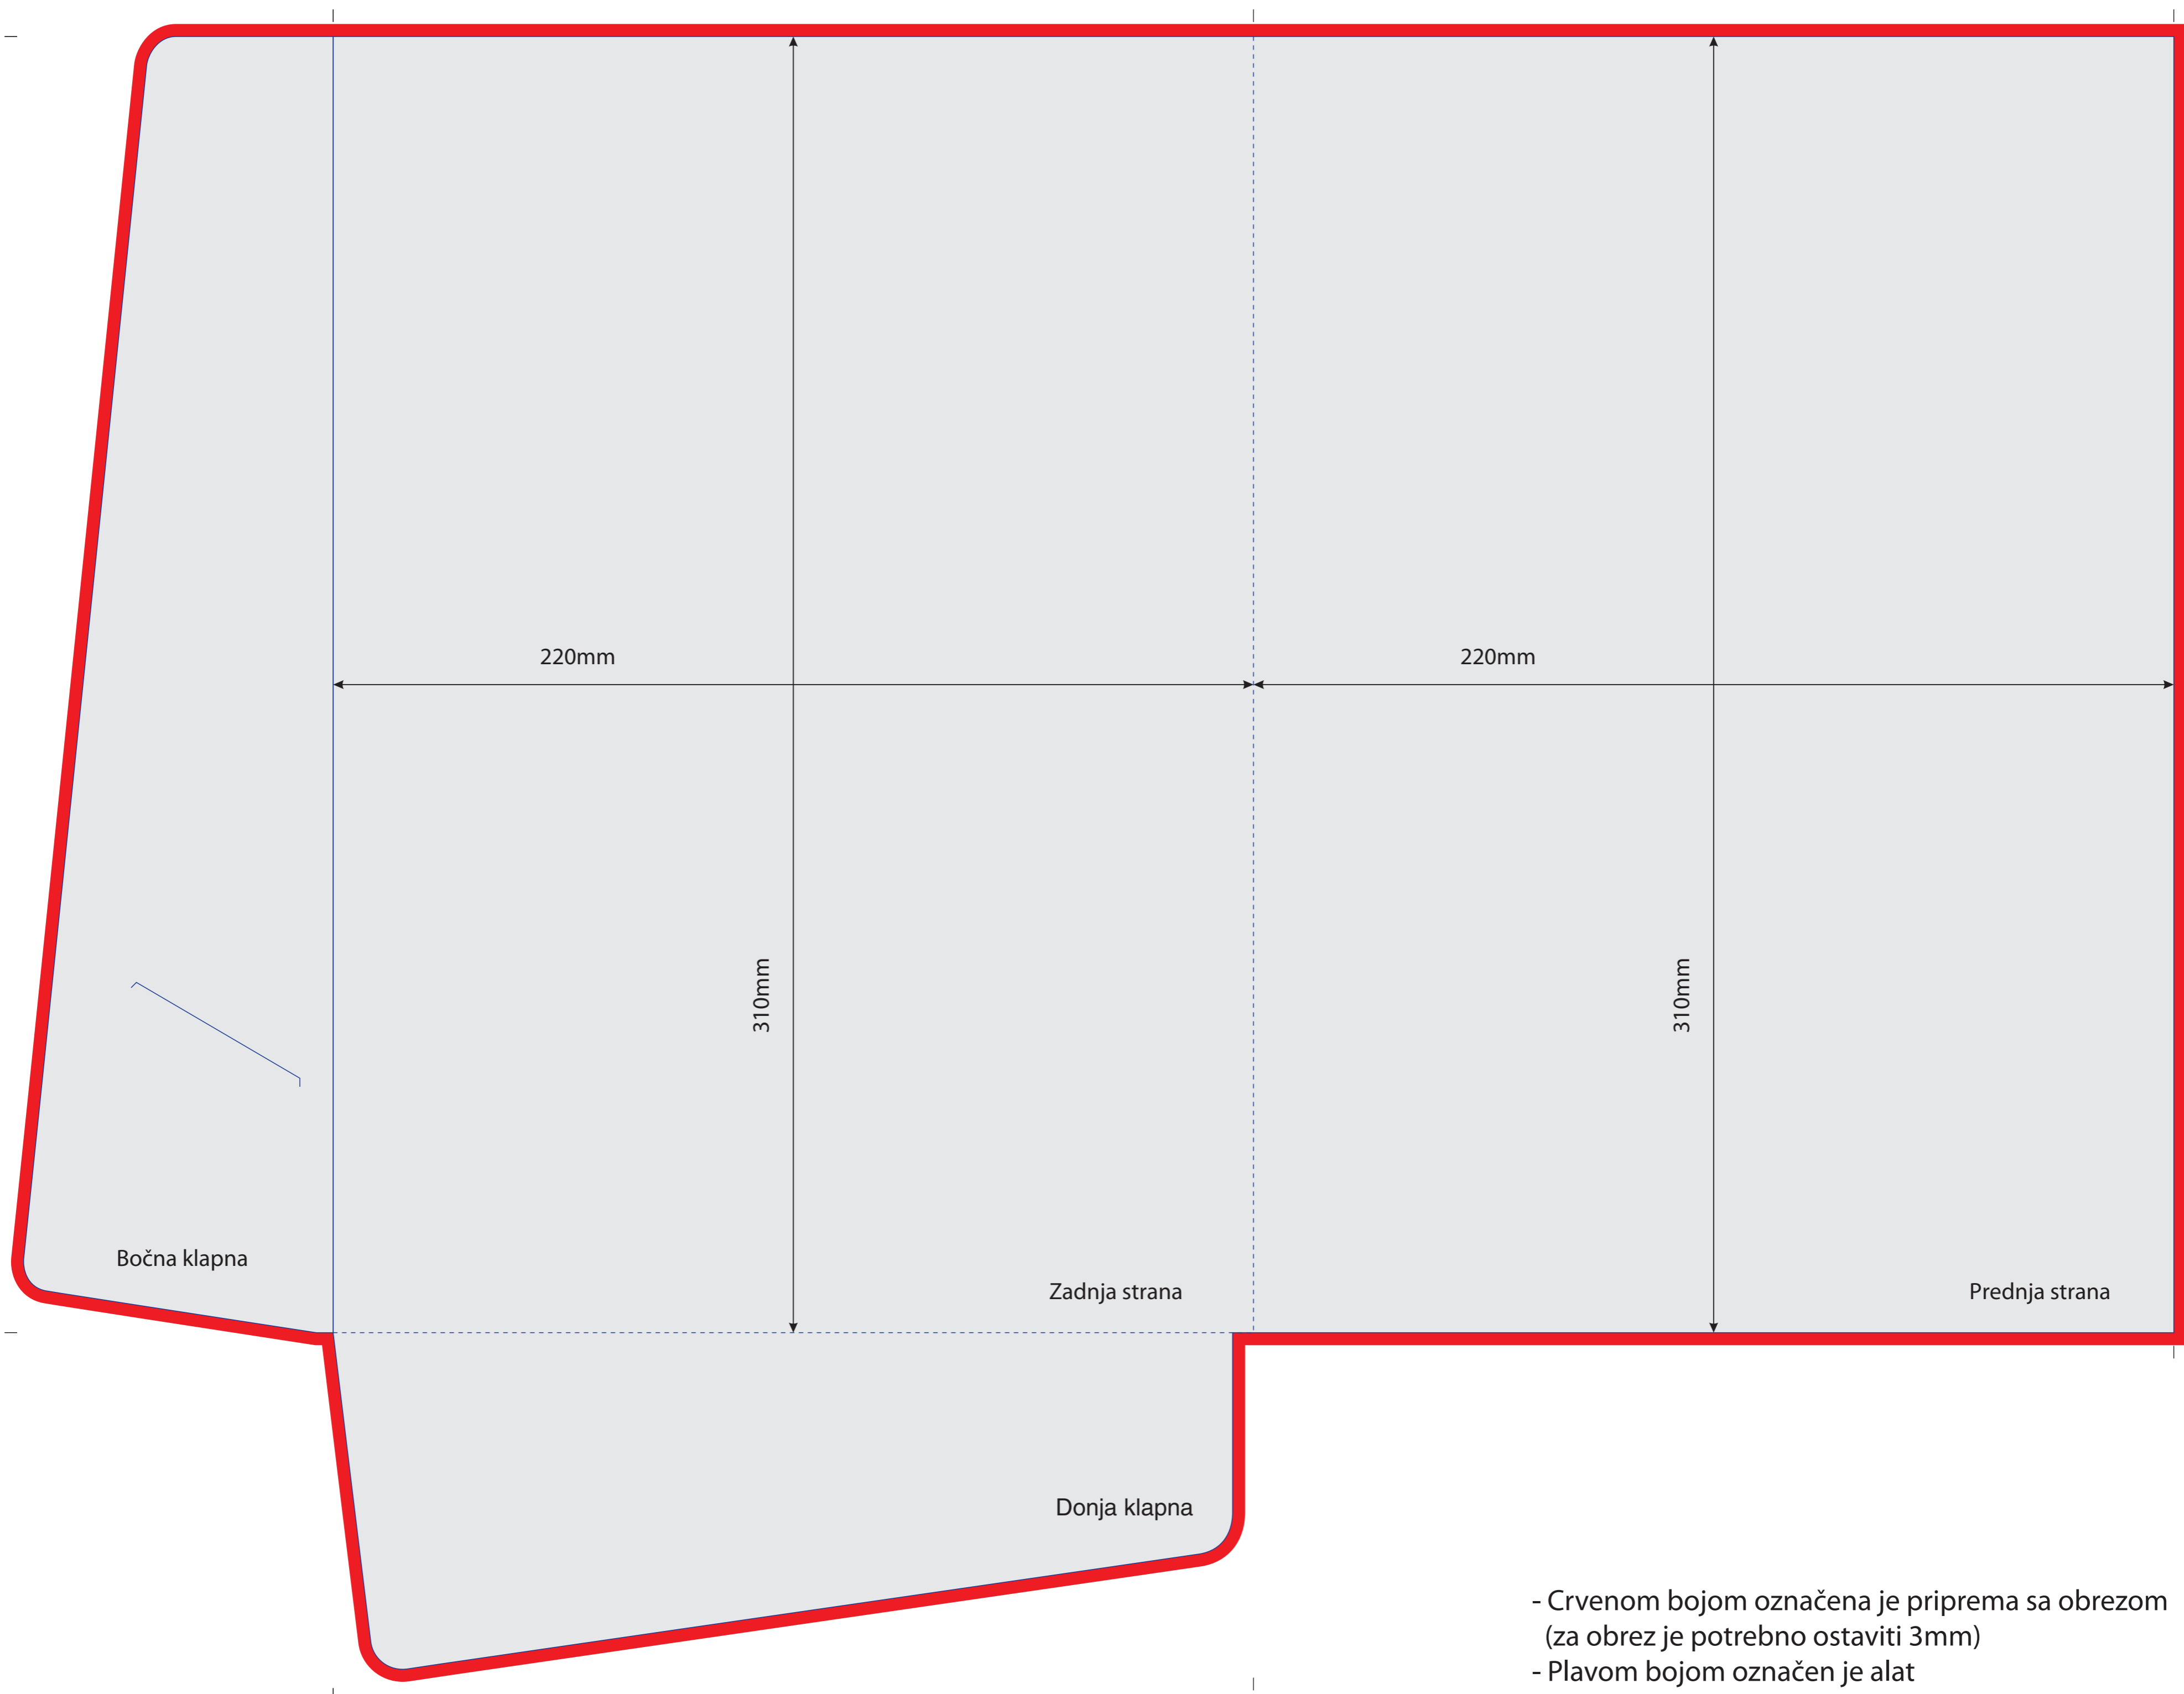 220mm
220mm
310mm
310mm
Bočna klapna
Zadnja strana
Prednja strana
Donja klapna
- Crvenom bojom označena je priprema sa obrezom
(za obrez je potrebno ostaviti 3mm)
- Plavom bojom označen je alat